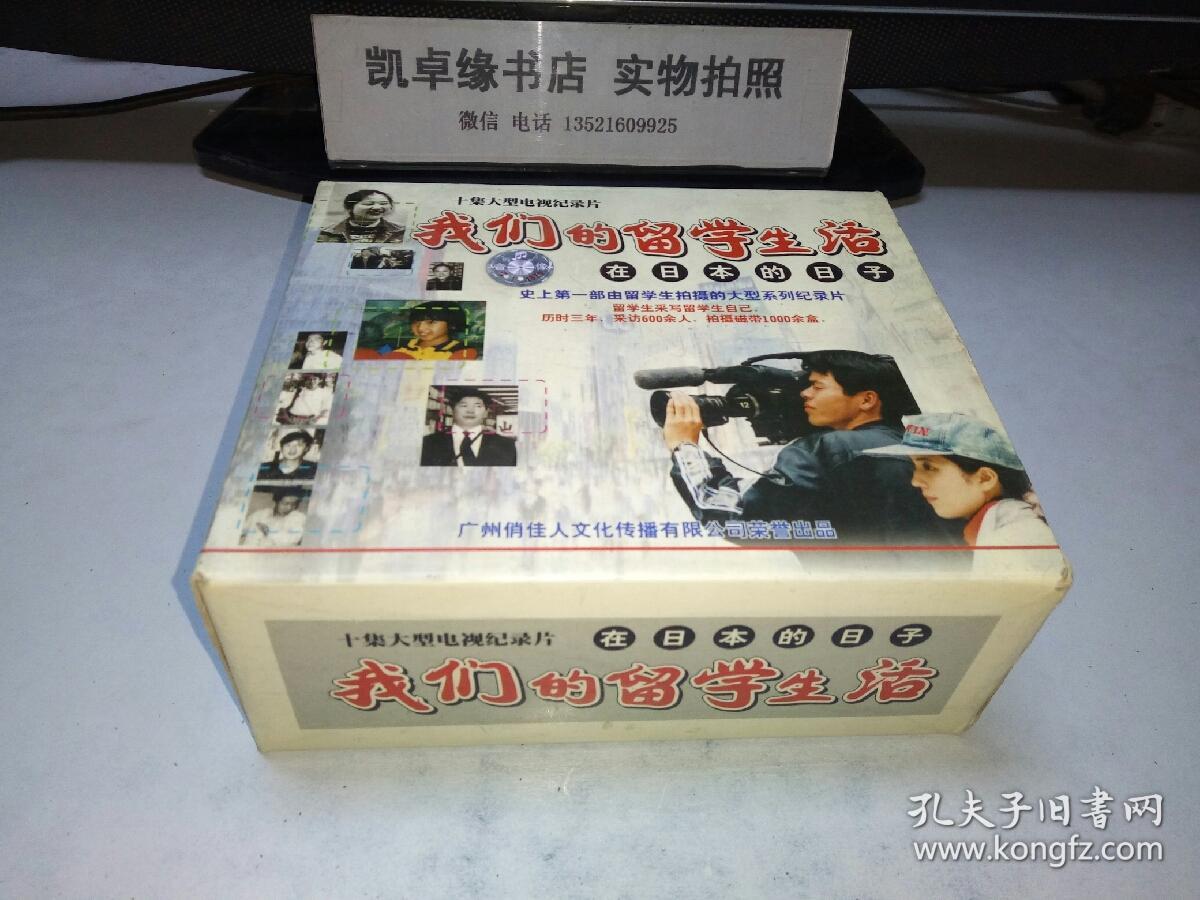 凯卓缘书店 实物拍照
微信 电话 13521609925
十集大型电视纪录片
我们的留学生活
在日本的日子
史上第一部由留学生拍摄的大型系列纪录片
留学生采写留学生自己.
历时三年、采访600余人、拍摄磁带1000余盒.
山
12
广州俏佳人文化传播有限公司荣誉出品
十集大型电视纪录片 在日本的日子
我们的留学生活
孔夫子旧书网
www.kongfz.com